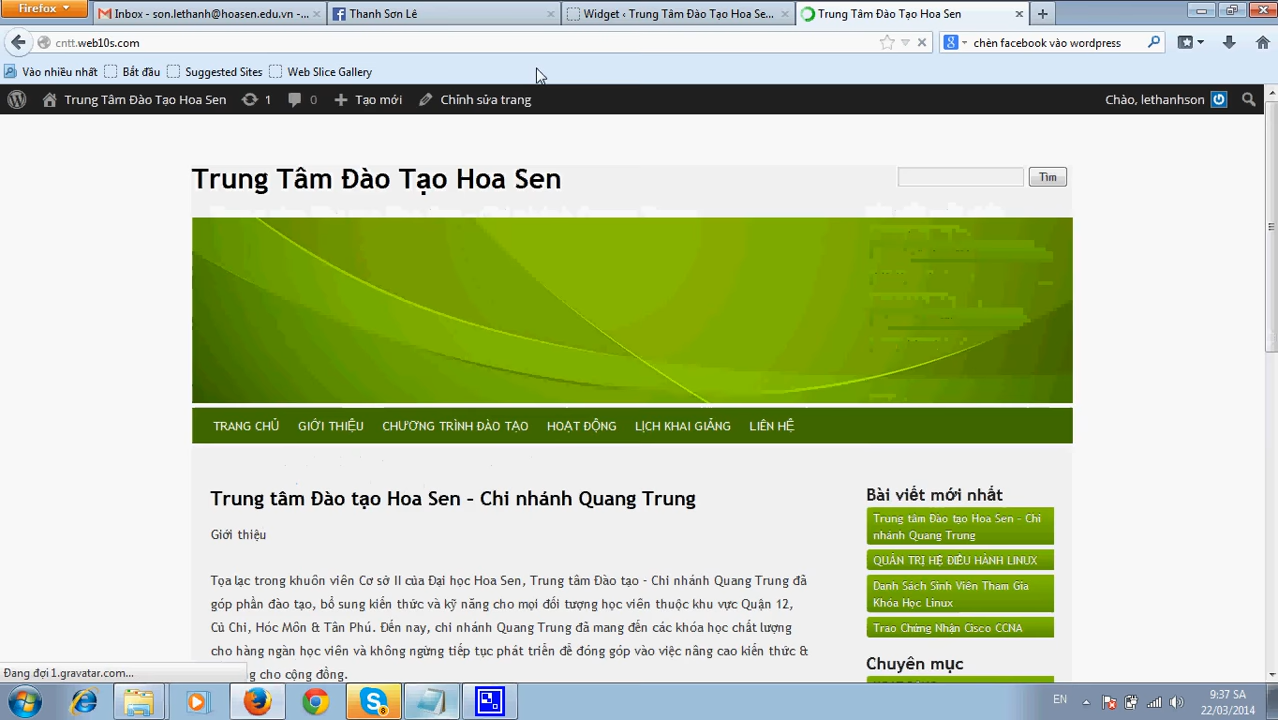 Firefox
Inbox - son.lethanh@hoasen.edu.vn -...
Thanh Sơn Lê
Widget ‹ Trung Tâm Đào Tạo Hoa Se...
Trung Tâm Đào Tạo Hoa Sen
cntt.web10s.com
chèn facebook vào wordpress
Vào nhiều nhất
Bắt đầu
Suggested Sites
Web Slice Gallery
Trung Tâm Đào Tạo Hoa Sen
1
0
Tạo mới
Chỉnh sửa trang
Chào, lethanhson
Trung Tâm Đào Tạo Hoa Sen
Tìm
TRANG CHỦ
GIỚI THIỆU
CHƯƠNG TRÌNH ĐÀO TẠO
HOẠT ĐỘNG
LỊCH KHAI GIẢNG
LIÊN HỆ
Trung tâm Đào tạo Hoa Sen – Chi nhánh Quang Trung
Giới thiệu
Tọa lạc trong khuôn viên Cơ sở II của Đại học Hoa Sen, Trung tâm Đào tạo - Chi nhánh Quang Trung đã
góp phần đào tạo, bổ sung kiến thức và kỹ năng cho mọi đối tượng học viên thuộc khu vực Quận 12,
Củ Chi, Hóc Môn & Tân Phú. Đến nay, chi nhánh Quang Trung đã mang đến các khóa học chất lượng
cho hàng ngàn học viên và không ngừng tiếp tục phát triển để đóng góp vào việc nâng cao kiến thức &
cho cộng đồng.
Bài viết mới nhất
Trung tâm Đào tạo Hoa Sen – Chi
nhánh Quang Trung
QUẢN TRỊ HỆ ĐIỀU HÀNH LINUX
Danh Sách Sinh Viên Tham Gia
Khóa Học Linux
Trao Chứng Nhận Cisco CCNA
Chuyên mục
Đang đợi 1.gravatar.com...
EN
9:37 SA
22/03/2014